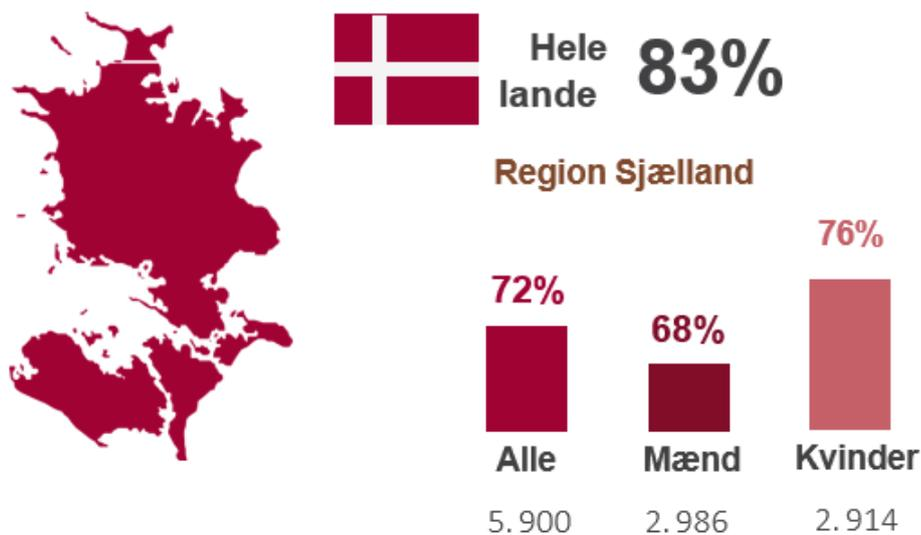 Hele
lande
83%
Region Sjælland
72%
68%
76%
Alle
Mænd
Kvinder
5.900
2.986
2.914